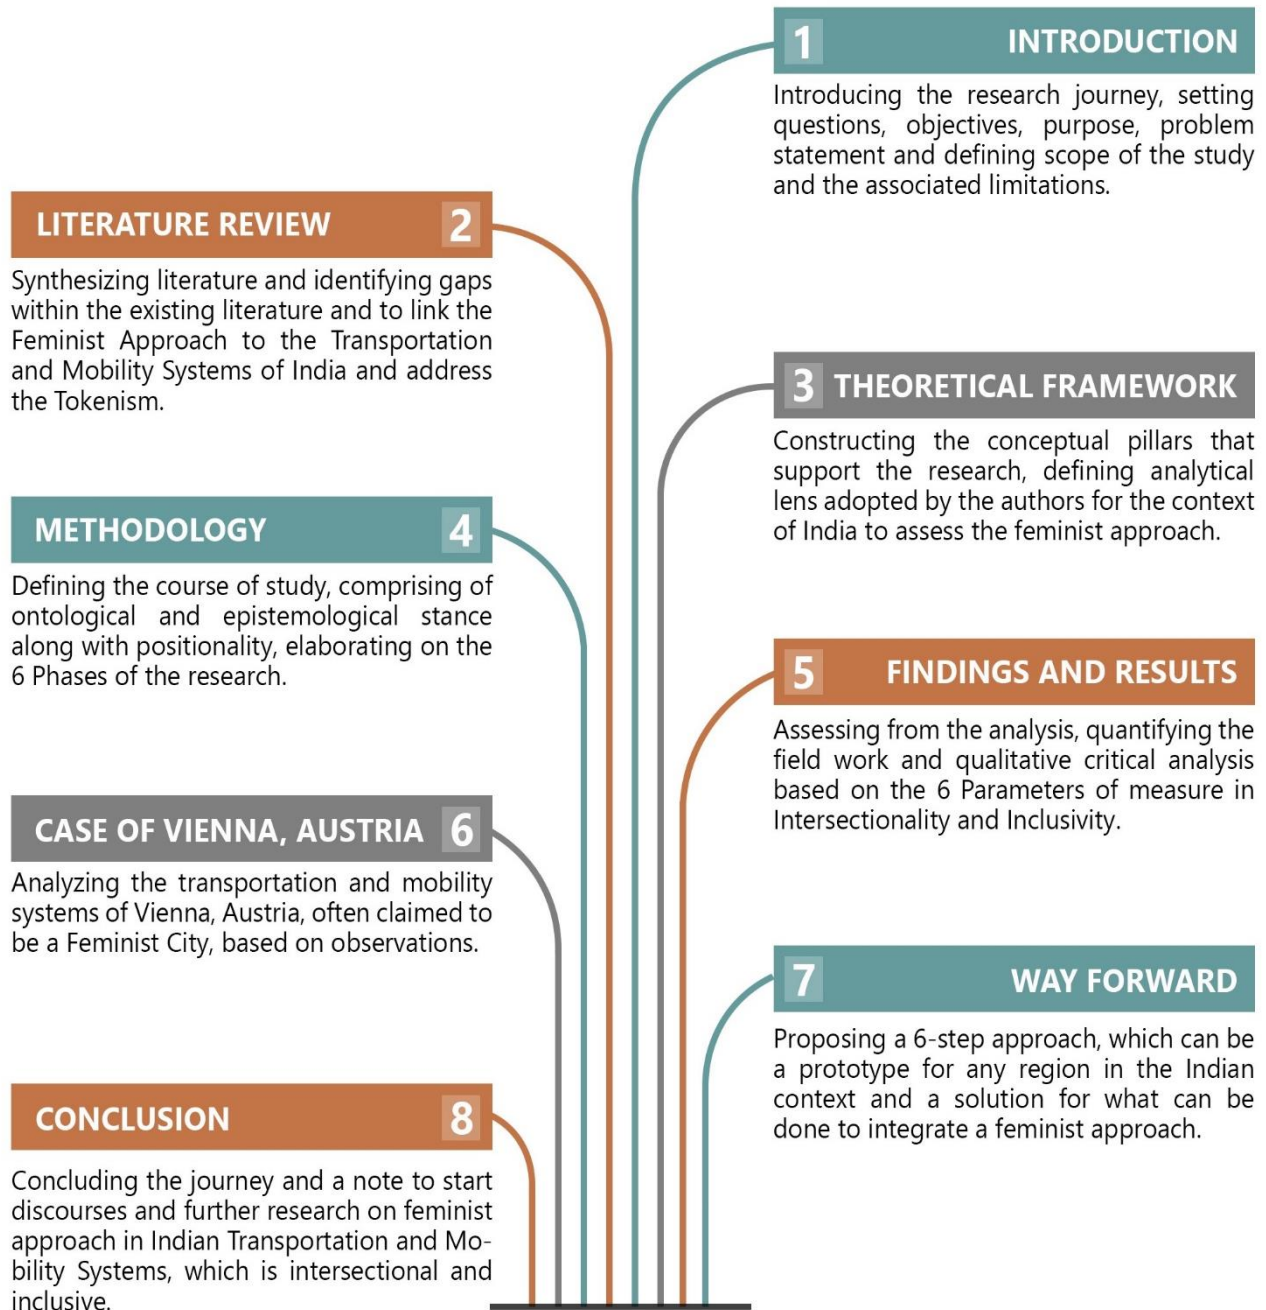 1 INTRODUCTION
Introducing the research journey, setting
questions, objectives, purpose, problem
statement and defining scope of the study
and the associated limitations.
LITERATURE REVIEW 2
Synthesizing literature and identifying gaps
within the existing literature and to link the
Feminist Approach to the Transportation
and Mobility Systems of India and address
the Tokenism.
3 THEORETICAL FRAMEWORK
Constructing the conceptual pillars that
support the research, defining analytical
lens adopted by the authors for the context
of India to assess the feminist approach.
METHODOLOGY 4
Defining the course of study, comprising of
ontological and epistemological stance
along with positionality, elaborating on the
6 Phases of the research.
5 FINDINGS AND RESULTS
Assessing from the analysis, quantifying the
field work and qualitative critical analysis
based on the 6 Parameters of measure in
Intersectionality and Inclusivity.
CASE OF VIENNA, AUSTRIA 6
Analyzing the transportation and mobility
systems of Vienna, Austria, often claimed to
be a Feminist City, based on observations.
7 WAY FORWARD
Proposing a 6-step approach, which can be
a prototype for any region in the Indian
context and a solution for what can be
done to integrate a feminist approach.
CONCLUSION 8
Concluding the journey and a note to start
discourses and further research on feminist
approach in Indian Transportation and Mo-
bility Systems, which is intersectional and
inclusive.